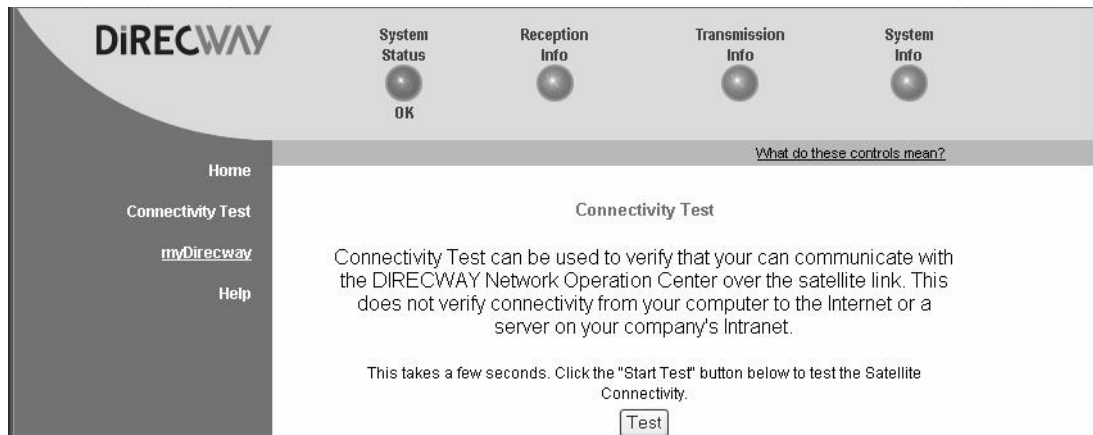 DiRECWAY
System
Status
OK
Reception
Info
Transmission
Info
System
Info
What do these controls mean?
Home
Connectivity Test
myDirecway
Help
Connectivity Test
Connectivity Test can be used to verify that your can communicate with
the DIRECWAY Network Operation Center over the satellite link. This
does not verify connectivity from your computer to the Internet or a
server on your company's Intranet.
This takes a few seconds. Click the "Start Test" button below to test the Satellite
Connectivity.
Test